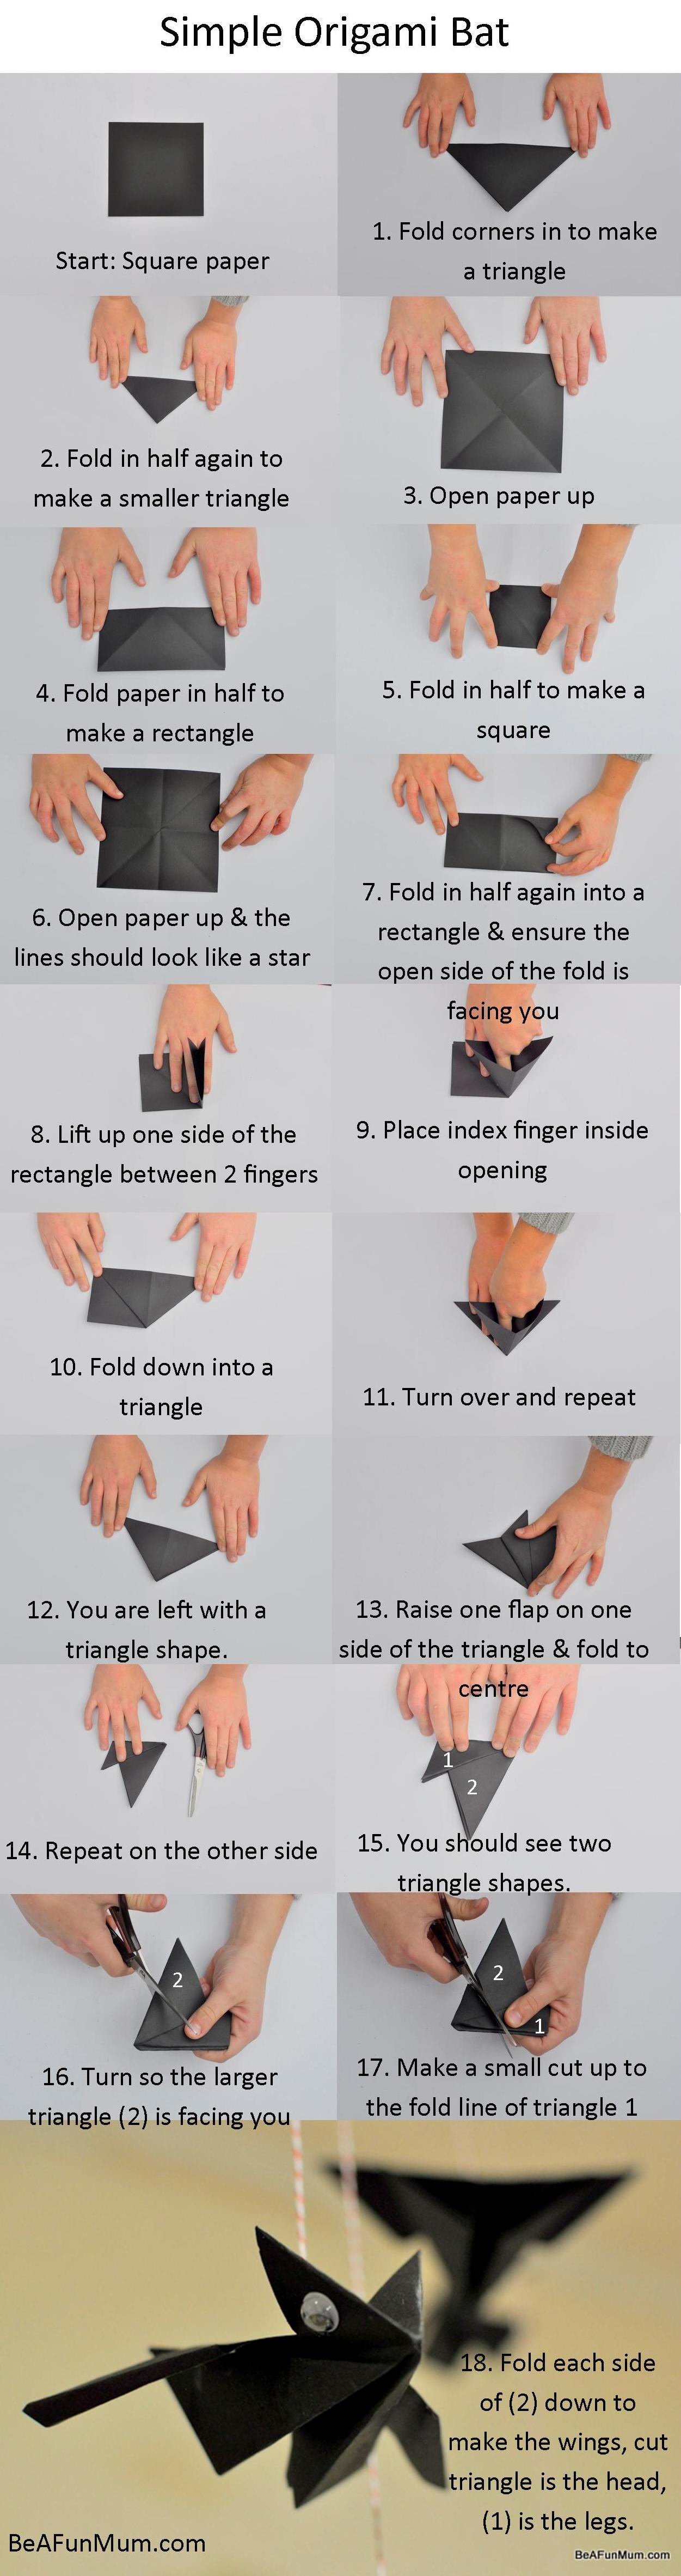 Simple Origami Bat
Start: Square paper
1. Fold corners in to make
a triangle
2. Fold in half again to
make a smaller triangle
3. Open paper up
4. Fold paper in half to
make a rectangle
5. Fold in half to make a
square
6. Open paper up & the
lines should look like a star
7. Fold in half again into a
rectangle & ensure the
open side of the fold is
facing you
8. Lift up one side of the
rectangle between 2 fingers
9. Place index finger inside
opening
10. Fold down into a
triangle
11. Turn over and repeat
12. You are left with a
triangle shape.
13. Raise one flap on one
side of the triangle & fold to
centre
14. Repeat on the other side
1
2
15. You should see two
triangle shapes.
2
16. Turn so the larger
triangle (2) is facing you
2
1
17. Make a small cut up to
the fold line of triangle 1
18. Fold each side
of (2) down to
make the wings, cut
triangle is the head,
(1) is the legs.
BeAFunMum.com
BeAFunMum.com